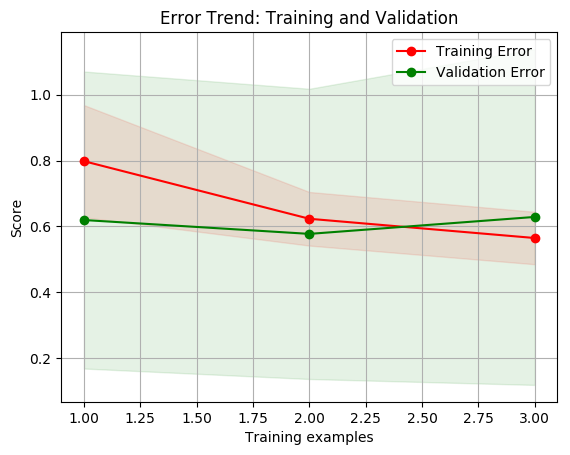 Error Trend: Training and Validation
Training Error
Validation Error
Score
1.0
0.8
0.6
0.4
0.2
1.00 1.25 1.50 1.75 2.00 2.25 2.50 2.75 3.00
Training examples